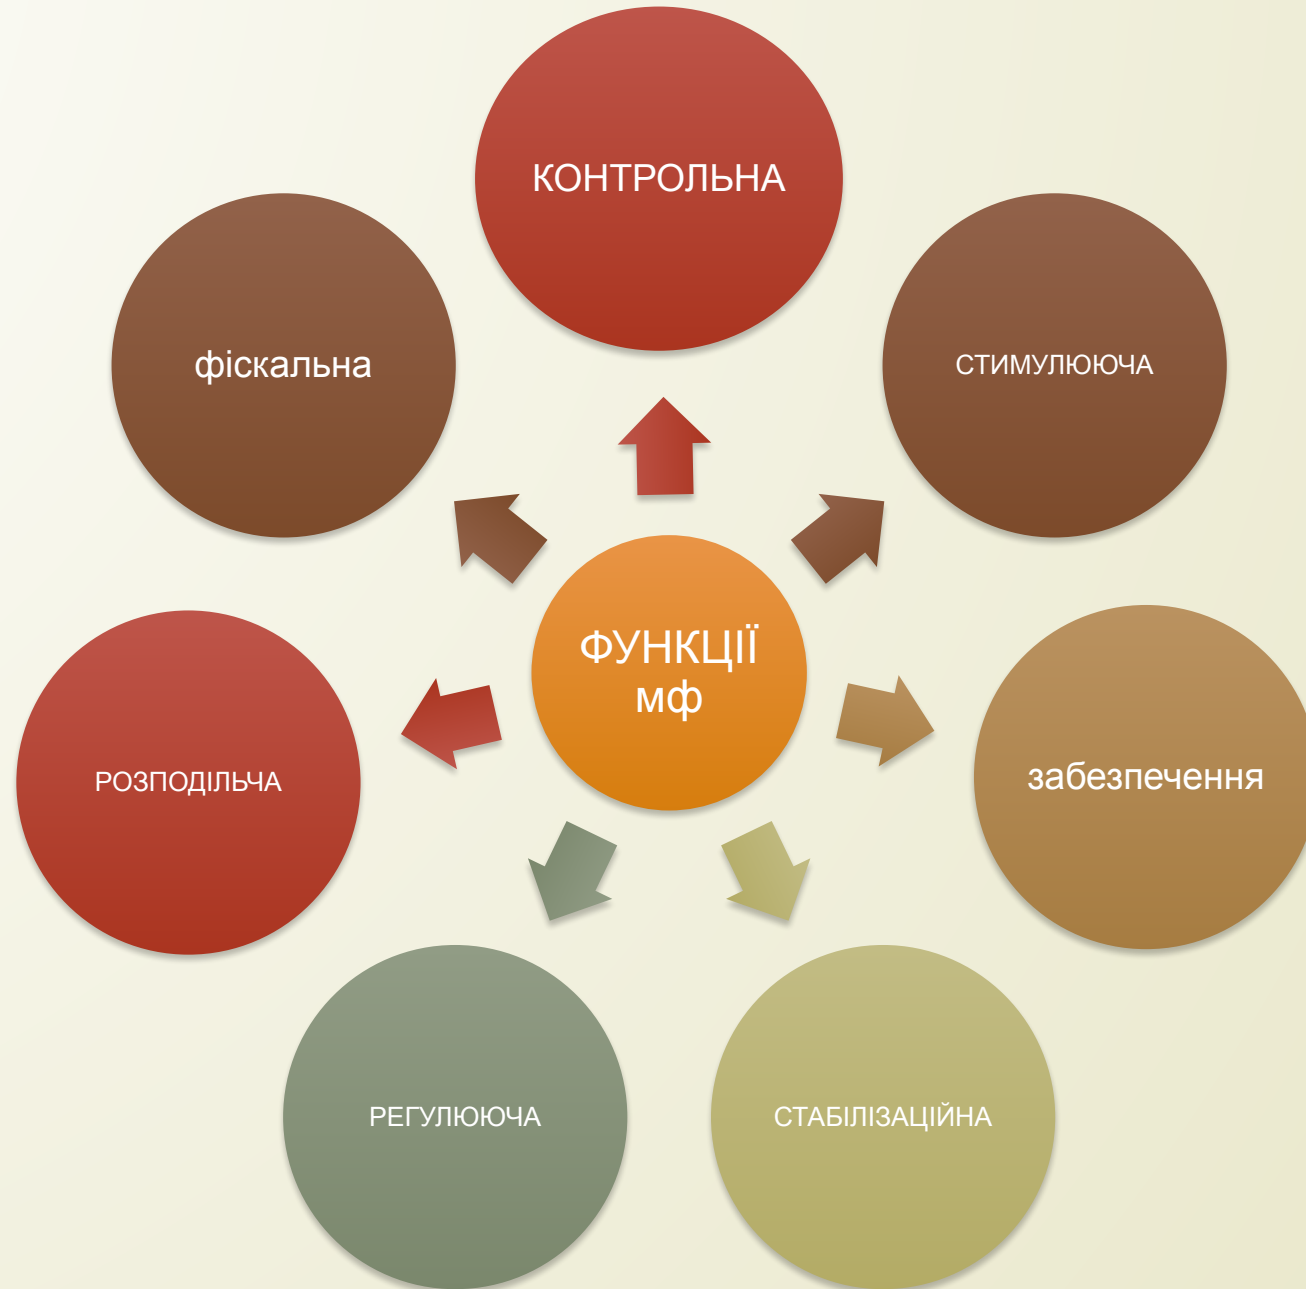 КОНТРОЛЬНА
фіскальна
СТИМУЛЮЮЧА
ФУНКЦІЇ
мф
РОЗПОДІЛЬЧА
забезпечення
РЕГУЛЮЮЧА
СТАБІЛІЗАЦІЙНА